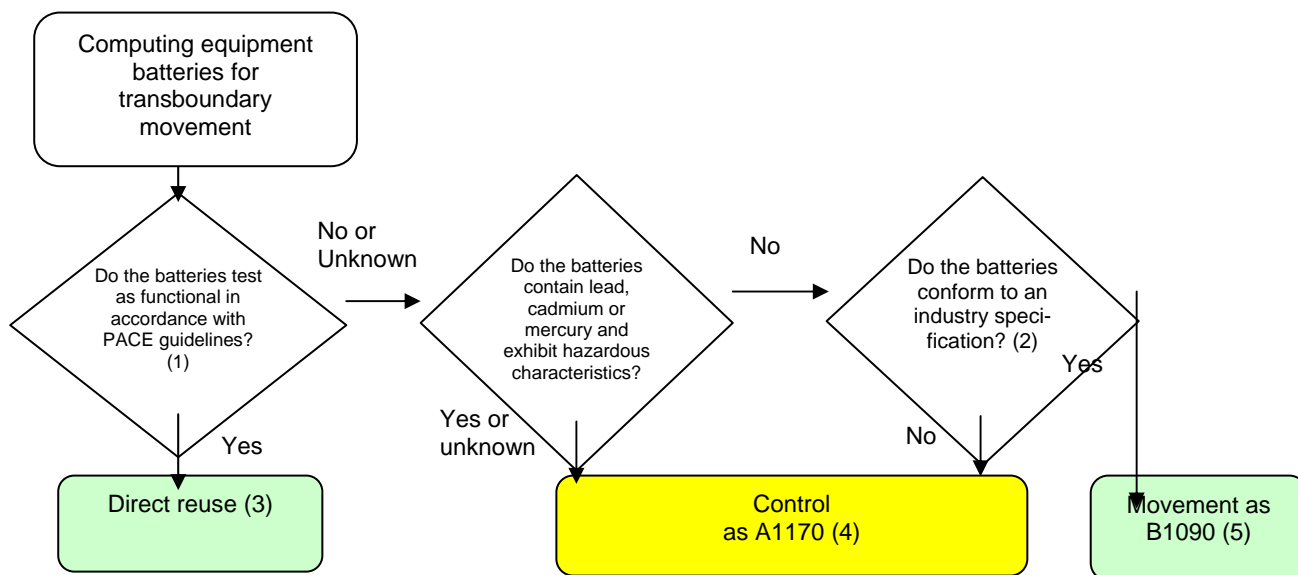 Computing equipment
batteries for
transboundary
movement
Do the batteries test
as functional in
accordance with
PACE guidelines?
(1)
No or
Unknown
Do the batteries
contain lead,
cadmium or
mercury and
exhibit hazardous
characteristics?
No
Do the batteries
conform to an
industry speci-
fication? (2)
Yes
Yes
Yes or
unknown
No
Direct reuse (3)
Control
as A1170 (4)
Movement as
B1090 (5)